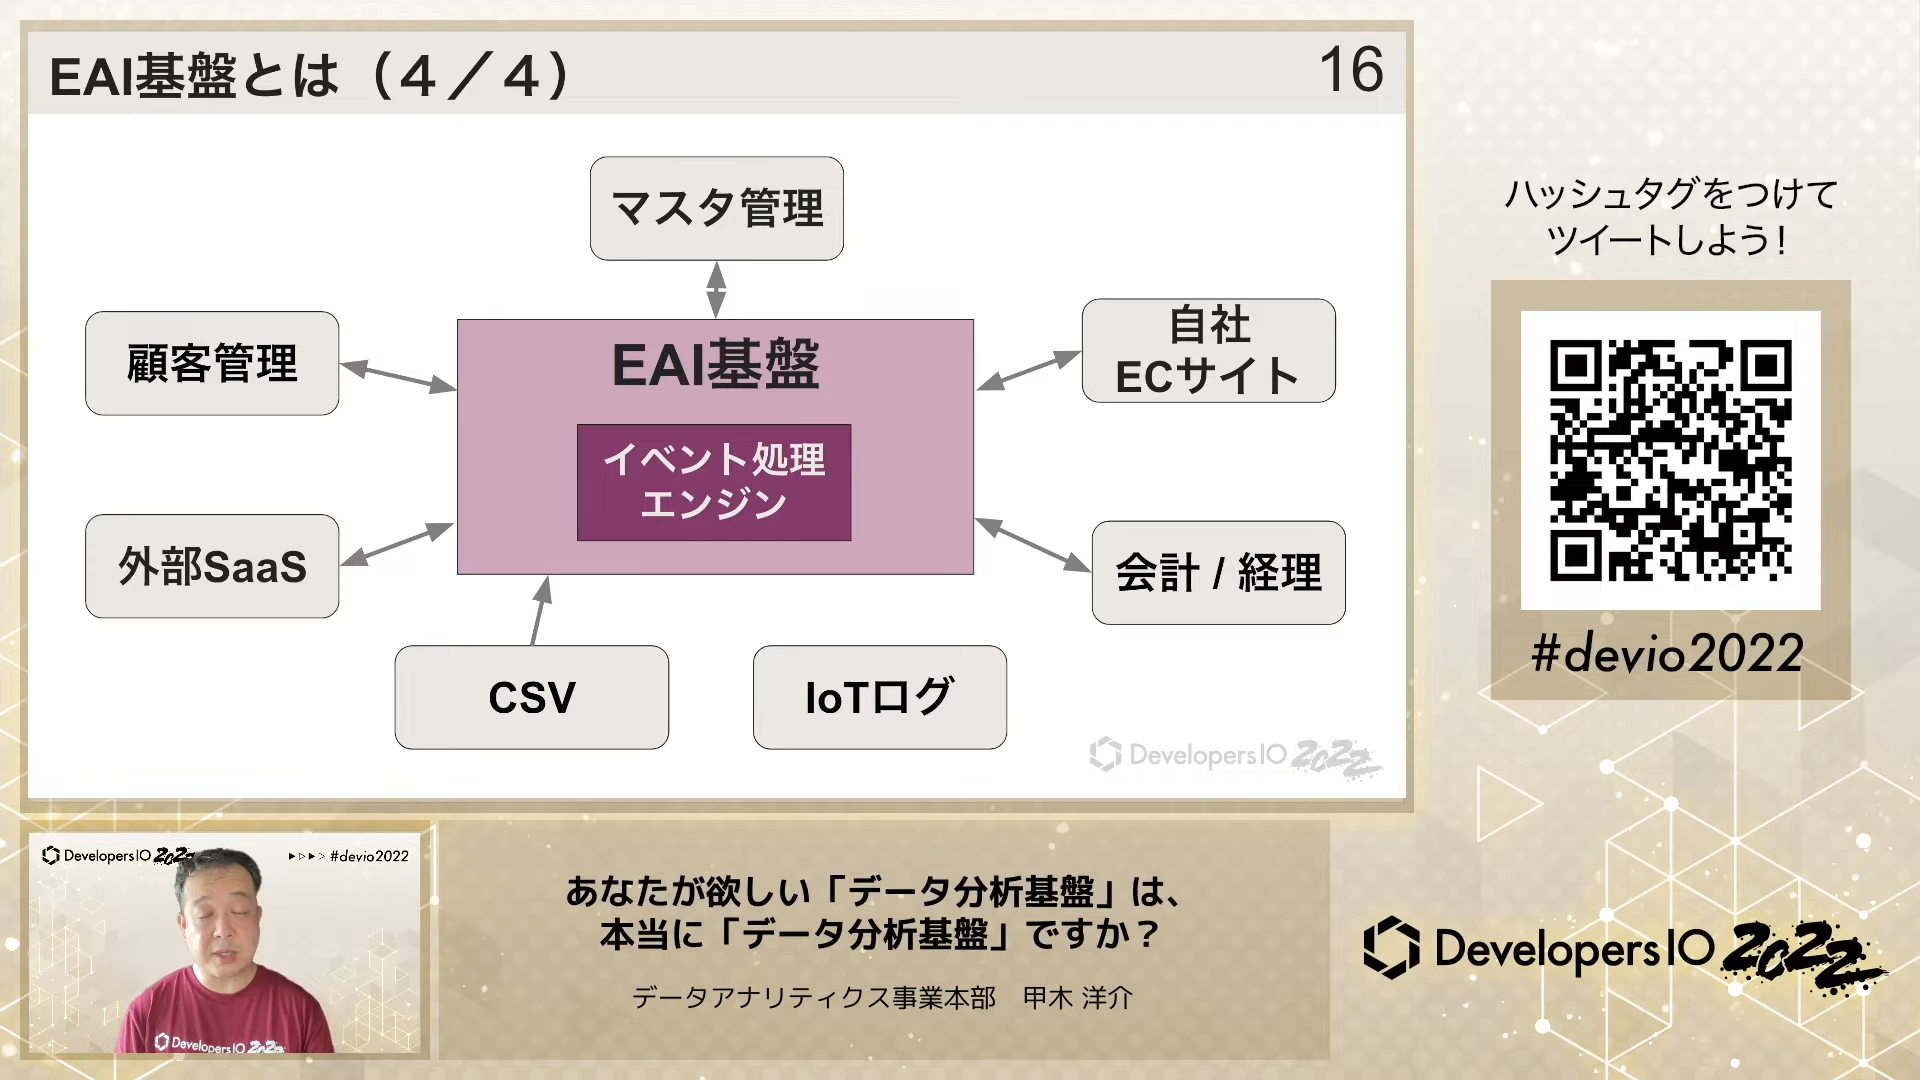 EAI基盤とは（４／４）
16
マスタ管理
顧客管理
自社
ECサイト
EAI基盤
イベント処理
エンジン
外部SaaS
会計 / 経理
CSV
IoTログ
DevelopersIO 2022
ハッシュタグをつけて
ツイートしよう！
#devio2022
DevelopersIO 2022
#devio2022
DevelopersIO 2022
あなたが欲しい「データ分析基盤」は、
本当に「データ分析基盤」ですか？
データアナリティクス事業本部　甲木 洋介
DevelopersIO 2022